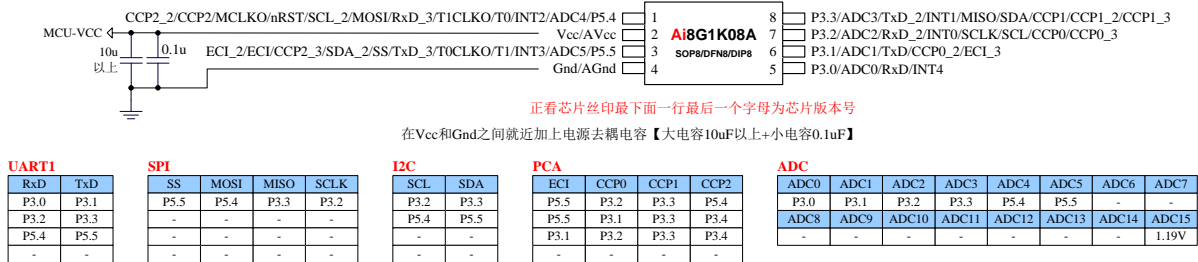 CCP2_2/CCP2/MCLKO/nRST/SCL_2/MOSI/RxD_3/T1CLKO/T0/INT2/ADC4/P5.4 1 8 P3.3/ADC3/TxD_2/INT1/MISO/SDA/CCP1/CCP1_2/CCP1_3
MCU-VCC Vcc/AVcc 2 Ai8G1K08A 7 P3.2/ADC2/RxD_2/INT0/SCLK/SCL/CCP0/CCP0_3
10u 0.1u ECI_2/ECI/CCP2_3/SDA_2/SS/TxD_3/T0CLKO/T1/INT3/ADC5/P5.5 3 SOP8/DFN8/DIP8 6 P3.1/ADC1/TxD/CCP0_2/ECI_3
以上 Gnd/AGnd 4 5 P3.0/ADC0/RxD/INT4
正看芯片丝印最下面一行最后一个字母为芯片版本号
在Vcc和Gnd之间就近加上电源去耦电容【大电容10uF以上+小电容0.1uF】
UART1 SPI I2C PCA ADC
RxD TxD SS MOSI MISO SCLK SCL SDA ECI CCP0 CCP1 CCP2 ADC0 ADC1 ADC2 ADC3 ADC4 ADC5 ADC6 ADC7
P3.0 P3.1 P5.5 P5.4 P3.3 P3.2 P3.2 P3.3 P5.5 P3.2 P3.3 P5.4 P3.0 P3.1 P3.2 P3.3 P5.4 P5.5 - -
P3.2 P3.3 - - - - P5.4 P5.5 P5.5 P3.1 P3.3 P3.4 ADC8 ADC9 ADC10 ADC11 ADC12 ADC13 ADC14 ADC15
P5.4 P5.5 - - - - - - P3.1 P3.2 P3.3 P3.4 - - - - - - - 1.19V
- - - - - - - - - - - -